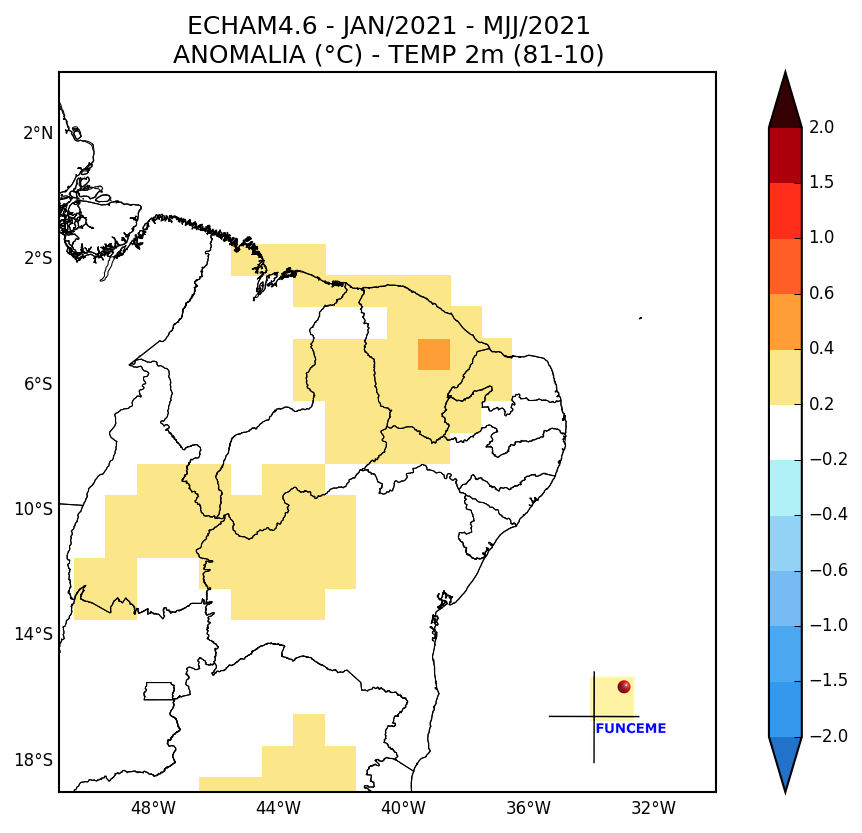 ECHAM4.6 - JAN/2021 - MJJ/2021
ANOMALIA (°C) - TEMP 2m (81-10)
2°N
2°S
6°S
10°S
14°S
18°S
48°W
44°W
40°W
36°W
32°W
2.0
1.5
1.0
0.6
0.4
0.2
−0.2
−0.4
−0.6
−1.0
−1.5
−2.0
FUNCEME